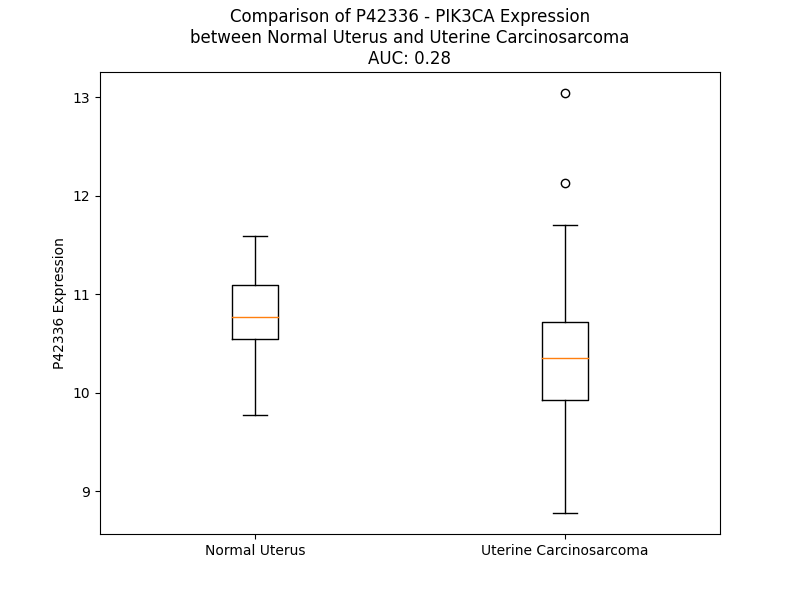 Comparison of P42336 - PIK3CA Expression
between Normal Uterus and Uterine Carcinosarcoma
AUC: 0.28
13
12
11
10
9
P42336 Expression
Normal Uterus
Uterine Carcinosarcoma